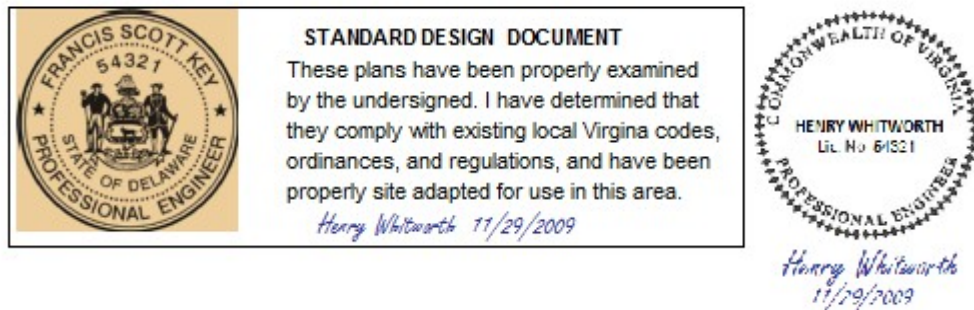 FRANCIS SCOTT KEY
54321
STATE OF DELAWARE
PROFESSIONAL ENGINEER
STANDARD DESIGN DOCUMENT
These plans have been properly examined
by the undersigned. I have determined that
they comply with existing local Virgina codes,
ordinances, and regulations, and have been
properly site adapted for use in this area.
Henry Whitworth 11/29/2009
COMMONWEALTH OF VIRGINIA
HENRY WHITWORTH
Lic. No 54321
PROFESSIONAL ENGINEER
Henry Whitworth
11/29/2009